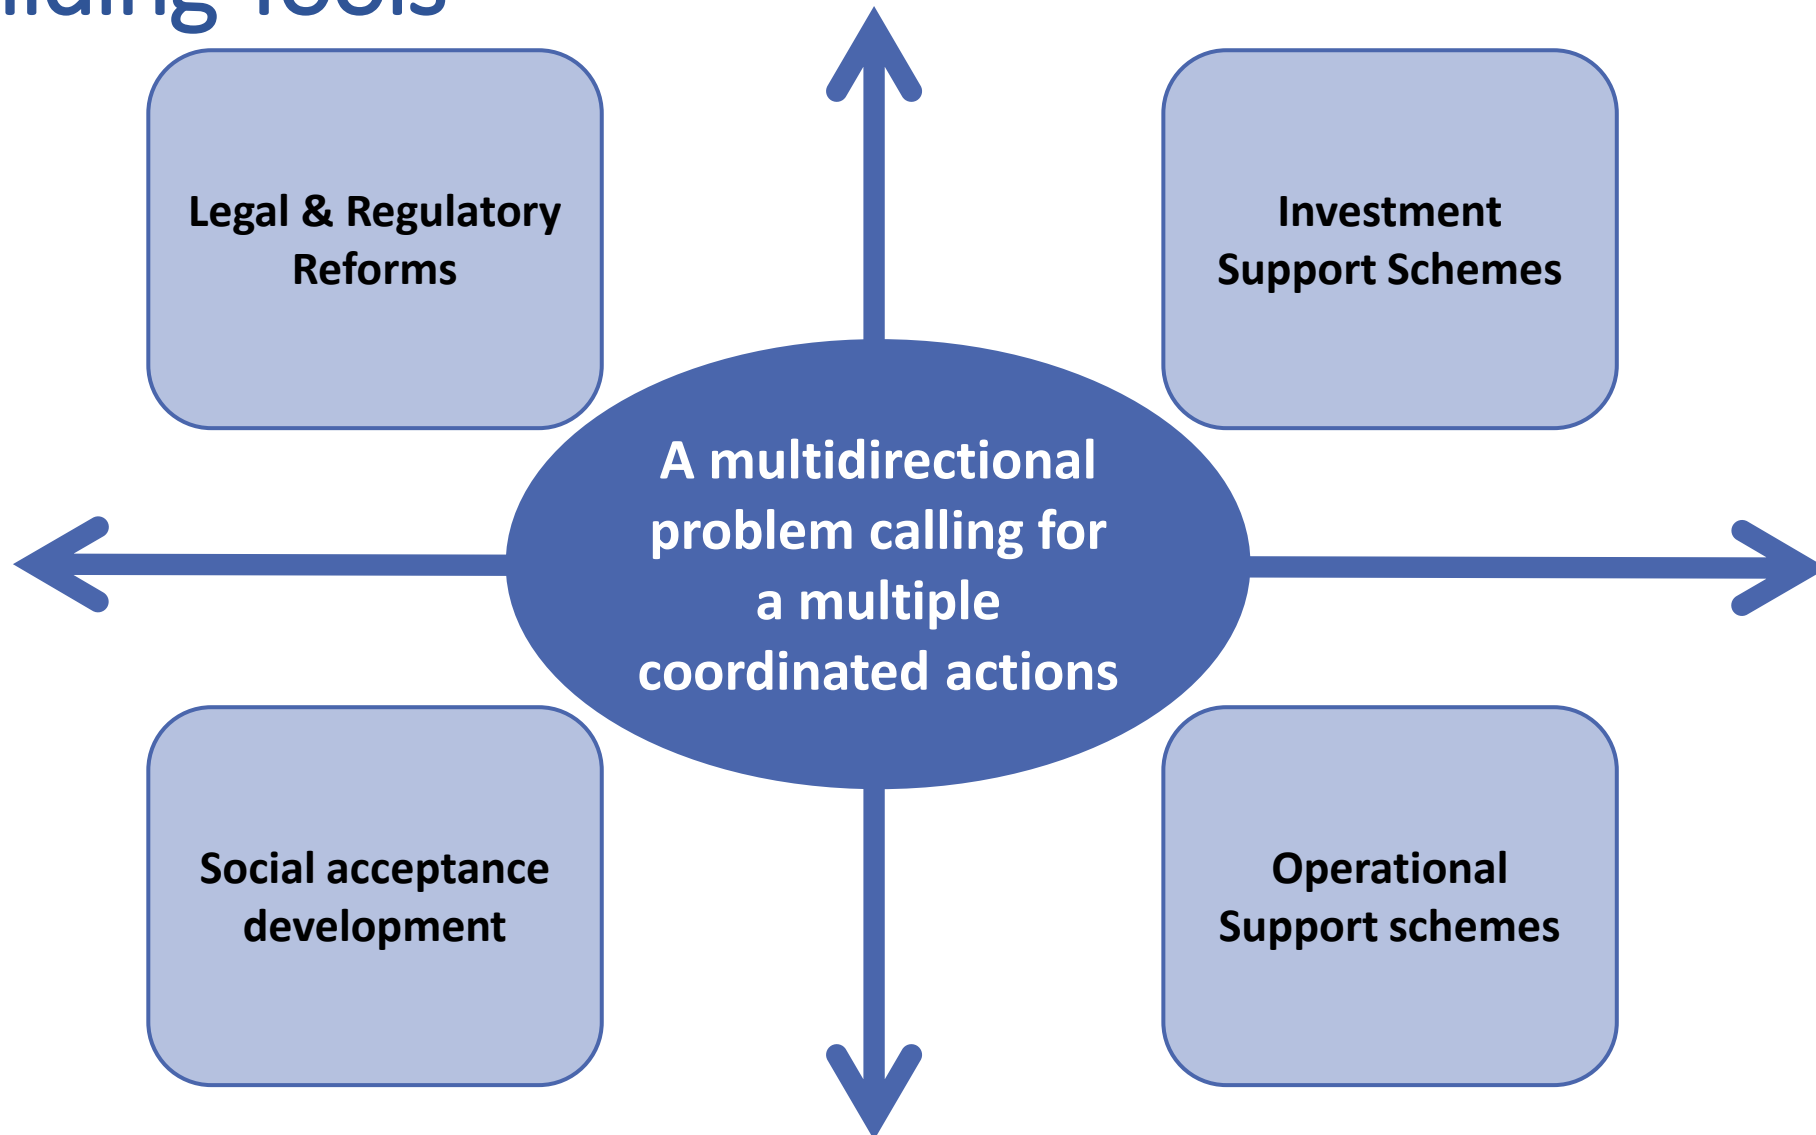 Tools
Legal & Regulatory
Reforms
Investment
Support Schemes
A multidirectional
problem calling for
a multiple
coordinated actions
Social acceptance
development
Operational
Support schemes